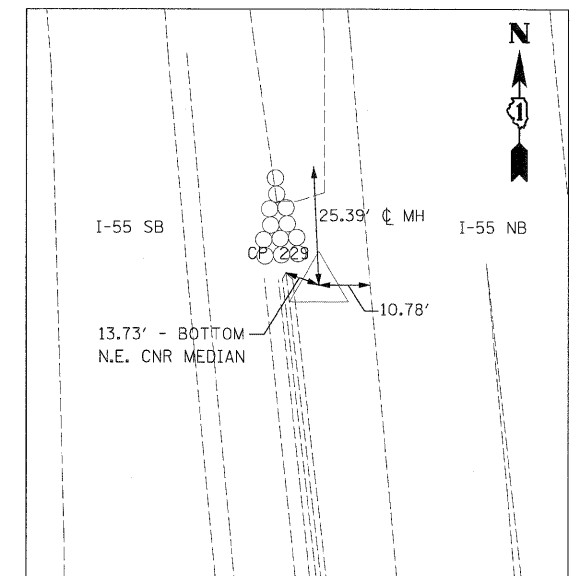 N
1
I-55 SB
25.39' ℄ MH
I-55 NB
CP 229
10.78'
13.73' - BOTTOM
N.E. CNR MEDIAN